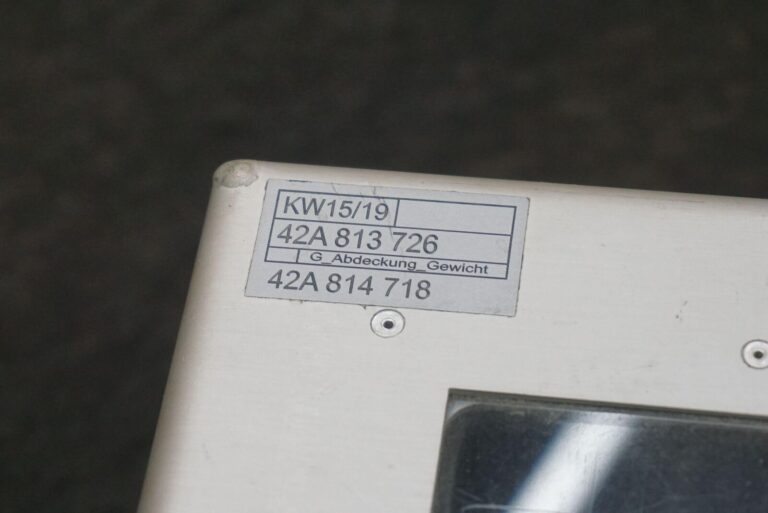 KW15/19
42A 813 726
G_Abdeckung_Gewicht
42A 814 718